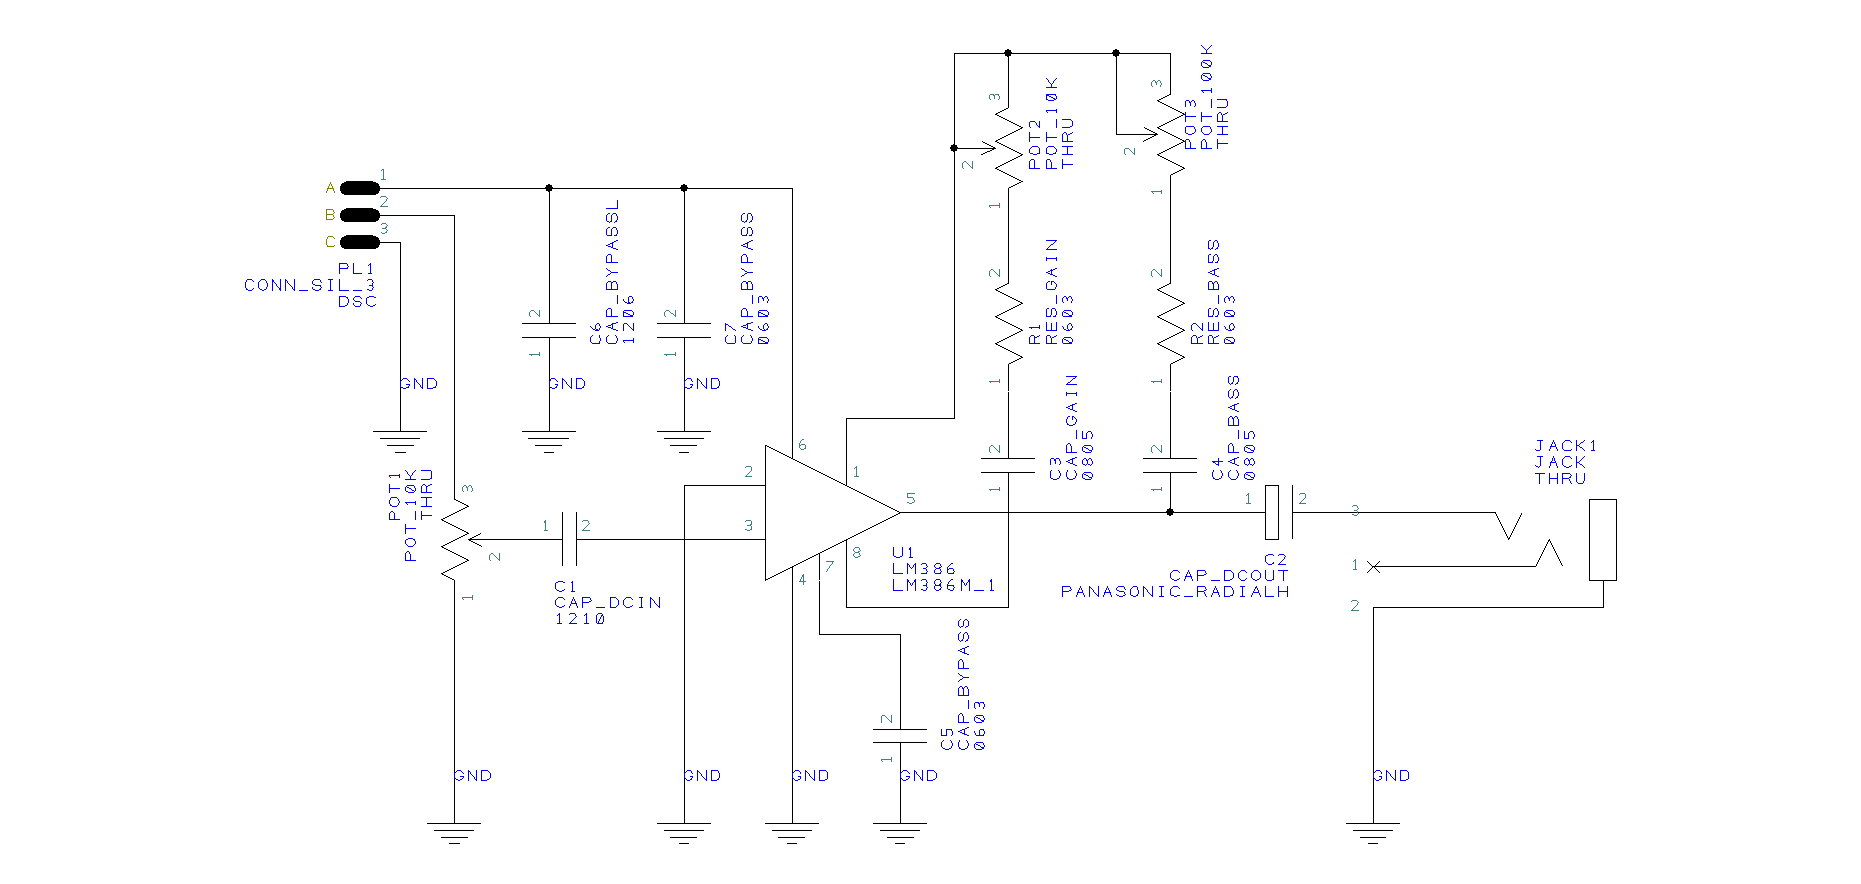 A
1
B
2
C
3
PL1
CONN_SIL_3
DSC
GND
2
1
C6
CAP_BYPASSL
1206
GND
2
1
C7
CAP_BYPASS
0603
GND
3
2
1
POT2
POT_10K
THRU
3
2
1
POT3
POT_100K
THRU
2
1
R1
RES_GAIN
0603
2
1
R2
RES_BASS
0603
2
1
C3
CAP_GAIN
0805
2
1
C4
CAP_BASS
0805
POT1
POT_10K
THRU
3
2
1
GND
1
2
C1
CAP_DCIN
1210
2
3
6
1
5
8
7
4
U1
LM386
LM386M_1
GND
GND
2
1
C5
CAP_BYPASS
0603
GND
1
2
C2
CAP_DCOUT
PANASONIC_RADIALH
JACK1
JACK
THRU
3
1
2
GND